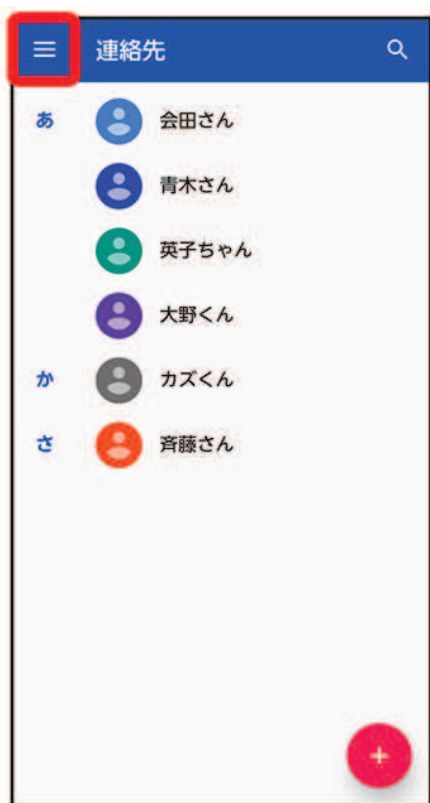 連絡先
あ 会田さん
青木さん
英子ちゃん
大野くん
か カズくん
さ 斉藤さん